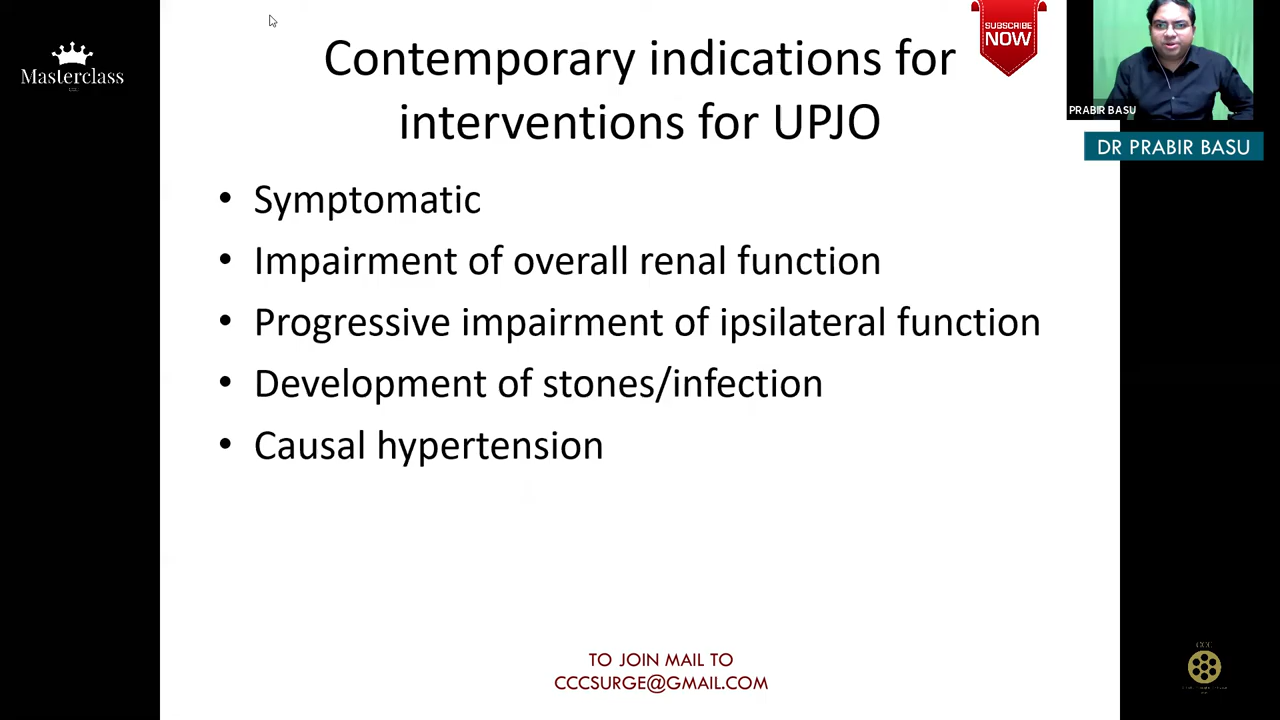 Contemporary indications for
interventions for UPJO
SUBSCRIBE
NOW
Masterclass
PRABIR BASU
DR PRABIR BASU
• Symptomatic
• Impairment of overall renal function
• Progressive impairment of ipsilateral function
• Development of stones/infection
• Causal hypertension
TO JOIN MAIL TO
CCCSURGE@GMAIL.COM
CCC